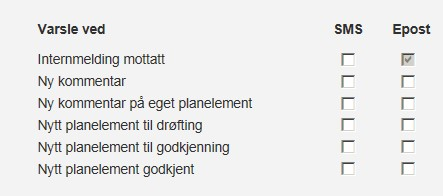 Varsle ved SMS Epost
Internmelding mottatt
Ny kommentar
Ny kommentar på eget planelement
Nytt planelement til drøfting
Nytt planelement til godkjenning
Nytt planelement godkjent